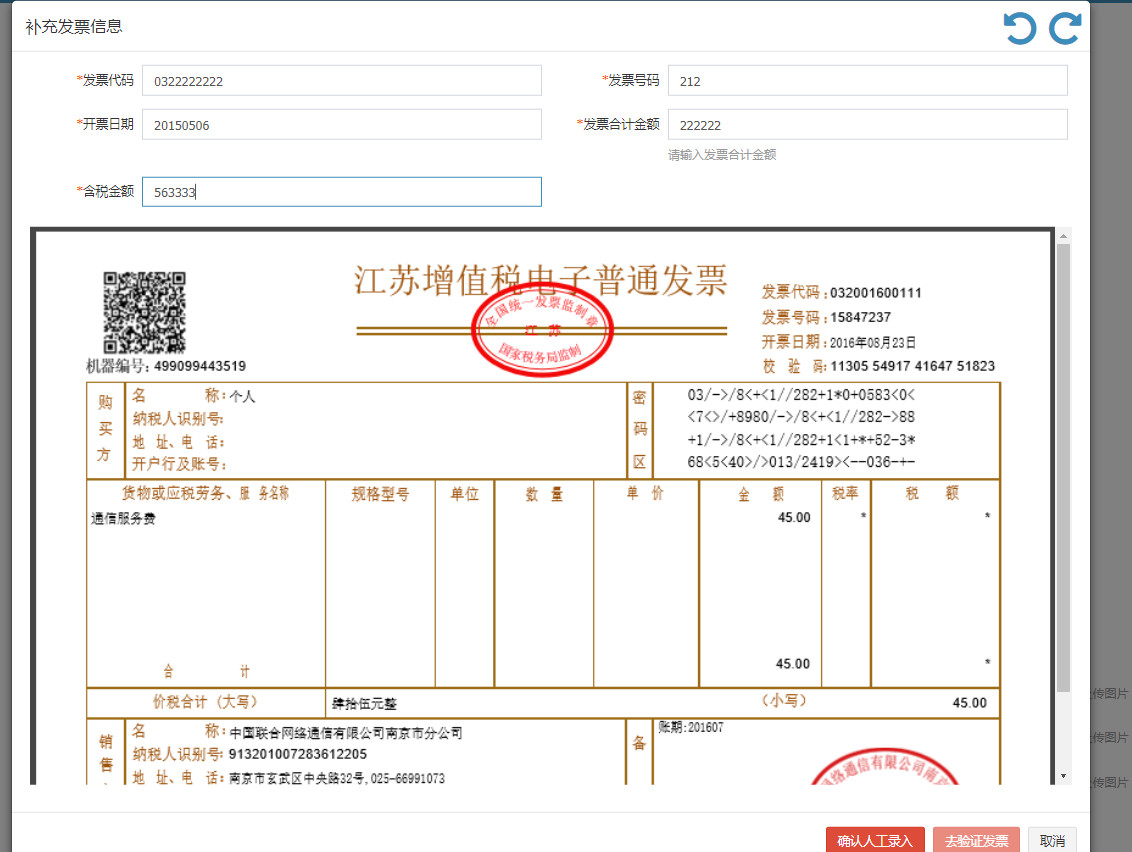 补充发票信息
*发票代码 0322222222 *发票号码 212
*开票日期 20150506 *发票合计金额 222222
请输入发票合计金额
*含税金额 563333
江苏增值税电子普通发票
全国统一发票监制章
江苏
国家税务局监制
发票代码:032001600111
发票号码:15847237
开票日期:2016年08月23日
校 验 码:11305 54917 41647 51823
机器编号:499099443519
购买方
名 称:个人
纳税人识别号:
地 址、电 话:
开户行及账号:
密码区
03/->/8<+<1//282+1*0+0583<0<
<7<>/+8980/->/8<+<1//282->88
+1/->/8<+<1//282+1<1+*+52-3*
68<5<40>/>013/2419><--036-+-
货物或应税劳务、服 务名称 规格型号 单位 数 量 单 价 金 额 税率 税 额
通信服务费 45.00 * *
合 计 45.00 *
价税合计（大写） 肆拾伍元整 （小写） 45.00
销售
名 称:中国联合网络通信有限公司南京市分公司
纳税人识别号:913201007283612205
地 址、电 话:南京市玄武区中央路32号,025-66991073
备
账期:201607
网络通信有限公司南京
传图片
传图片
传图片
确认人工录入 去验证发票 取消